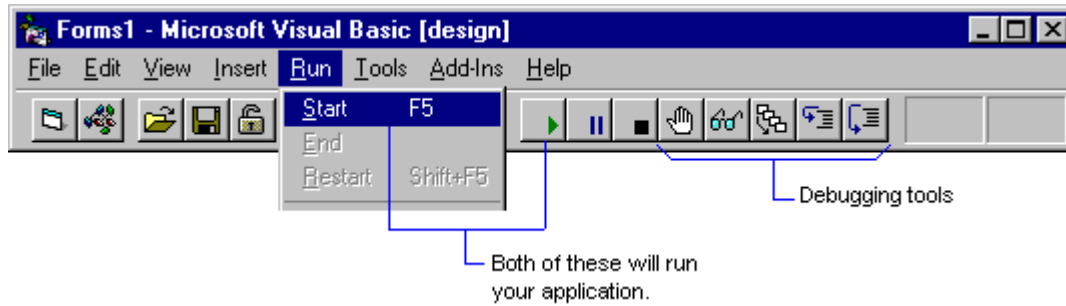 Forms1 - Microsoft Visual Basic [design]
File Edit View Insert Run Tools Add-Ins Help
Start F5
End
Restart Shift+F5
Debugging tools
Both of these will run
your application.